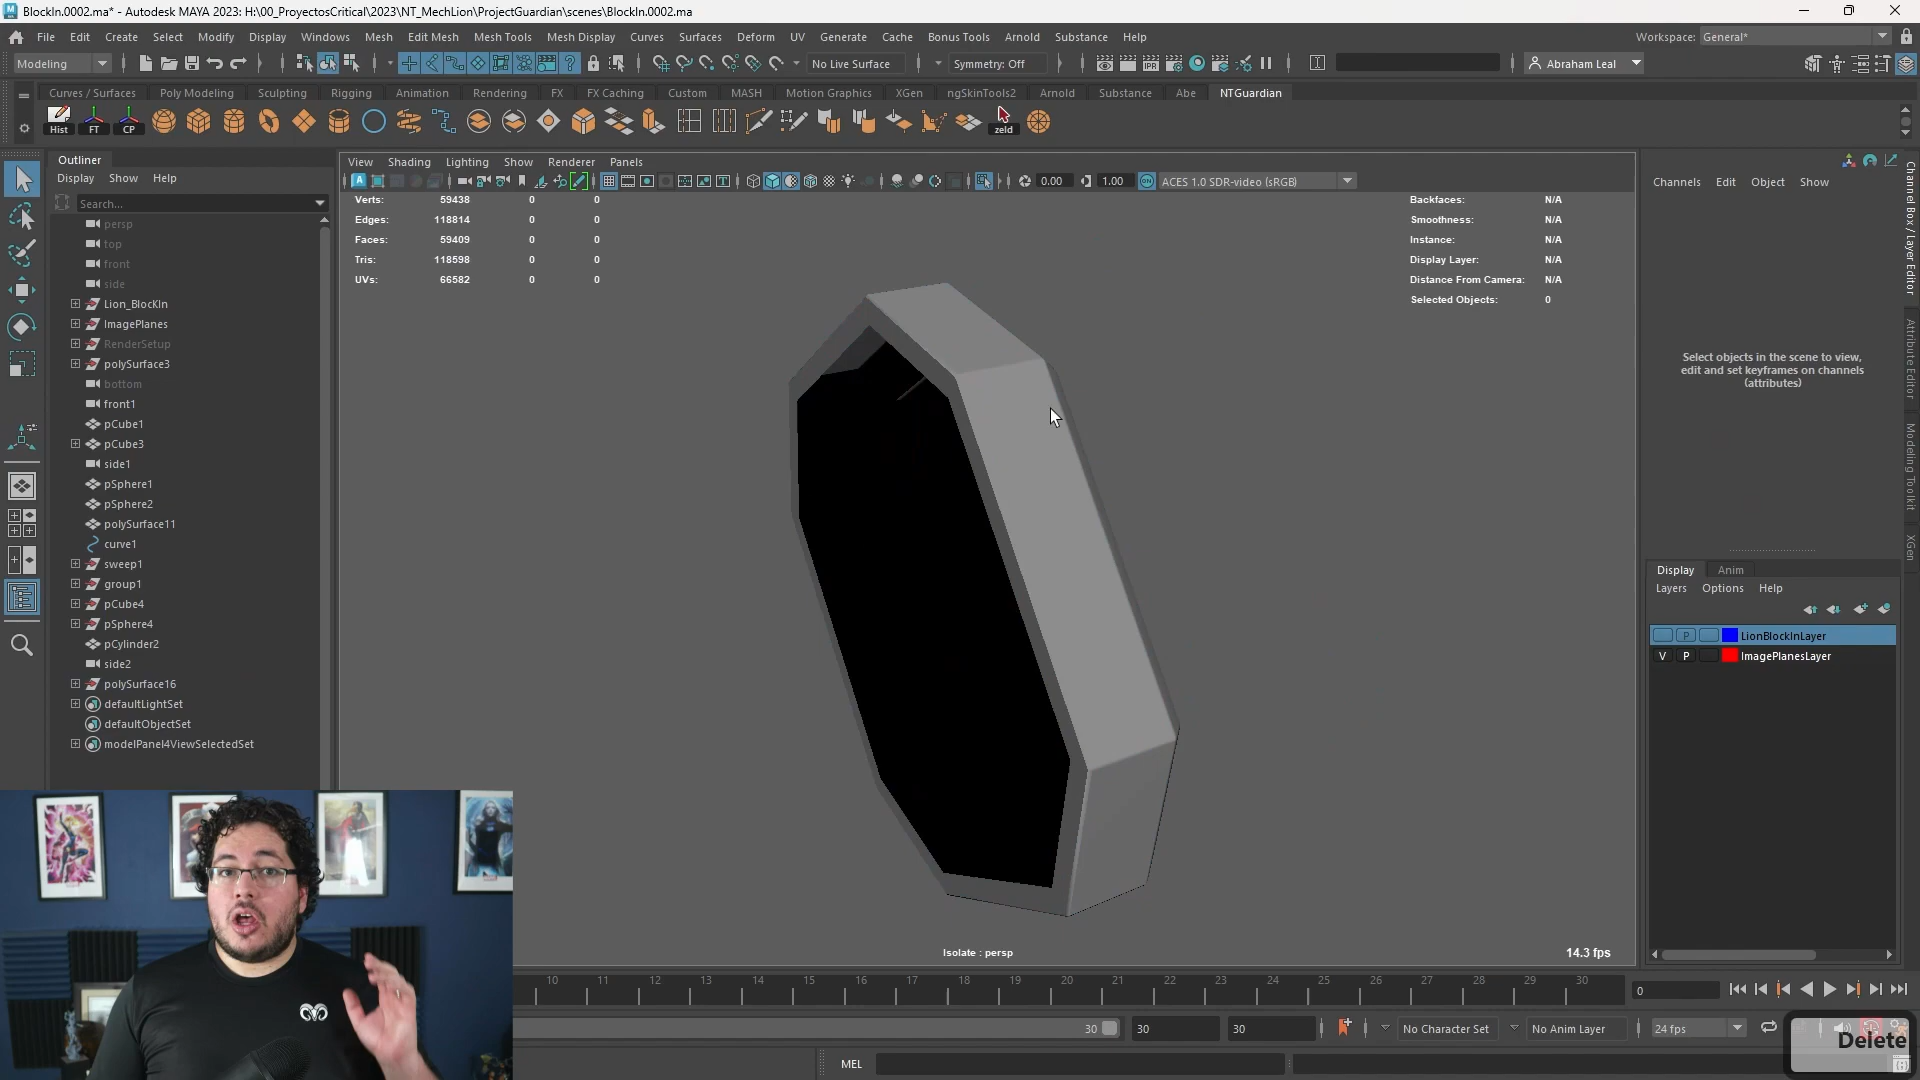 BlockIn.0002.ma* - Autodesk MAYA 2023: H:\00_ProyectosCritical\2023\NT_MechLion\ProjectGuardian\scenes\BlockIn.0002.ma
File Edit Create Select Modify Display Windows Mesh Edit Mesh Mesh Tools Mesh Display Curves Surfaces Deform UV Generate Cache Bonus Tools Arnold Substance Help
Workspace: General*
Modeling
No Live Surface
Symmetry: Off
Abraham Leal
Curves / Surfaces Poly Modeling Sculpting Rigging Animation Rendering FX FX Caching Custom MASH Motion Graphics XGen ngSkinTools2 Arnold Substance Abe NTGuardian
Hist FT CP zeld
Outliner
Display Show Help
Search...
persp
top
front
side
Lion_BlockIn
ImagePlanes
RenderSetup
polySurface3
bottom
front1
pCube1
pCube3
side1
pSphere1
pSphere2
polySurface11
curve1
sweep1
group1
pCube4
pSphere4
pCylinder2
side2
polySurface16
defaultLightSet
defaultObjectSet
modelPanel4ViewSelectedSet
View Shading Lighting Show Renderer Panels
0.00 1.00 ACES 1.0 SDR-video (sRGB)
Verts: 59438 0 0
Edges: 118814 0 0
Faces: 59409 0 0
Tris: 118598 0 0
UVs: 66582 0 0
Backfaces: N/A
Smoothness: N/A
Instance: N/A
Display Layer: N/A
Distance From Camera: N/A
Selected Objects: 0
Isolate : persp
14.3 fps
Channels Edit Object Show
Select objects in the scene to view,
edit and set keyframes on channels
(attributes)
Channel Box / Layer Editor
Attribute Editor
Modeling Toolkit
XGen
Display Anim
Layers Options Help
P LionBlockInLayer
V P ImagePlanesLayer
10 11 12 13 14 15 16 17 18 19 20 21 22 23 24 25 26 27 28 29 30
0
30 30 30
No Character Set
No Anim Layer
24 fps
MEL
Delete